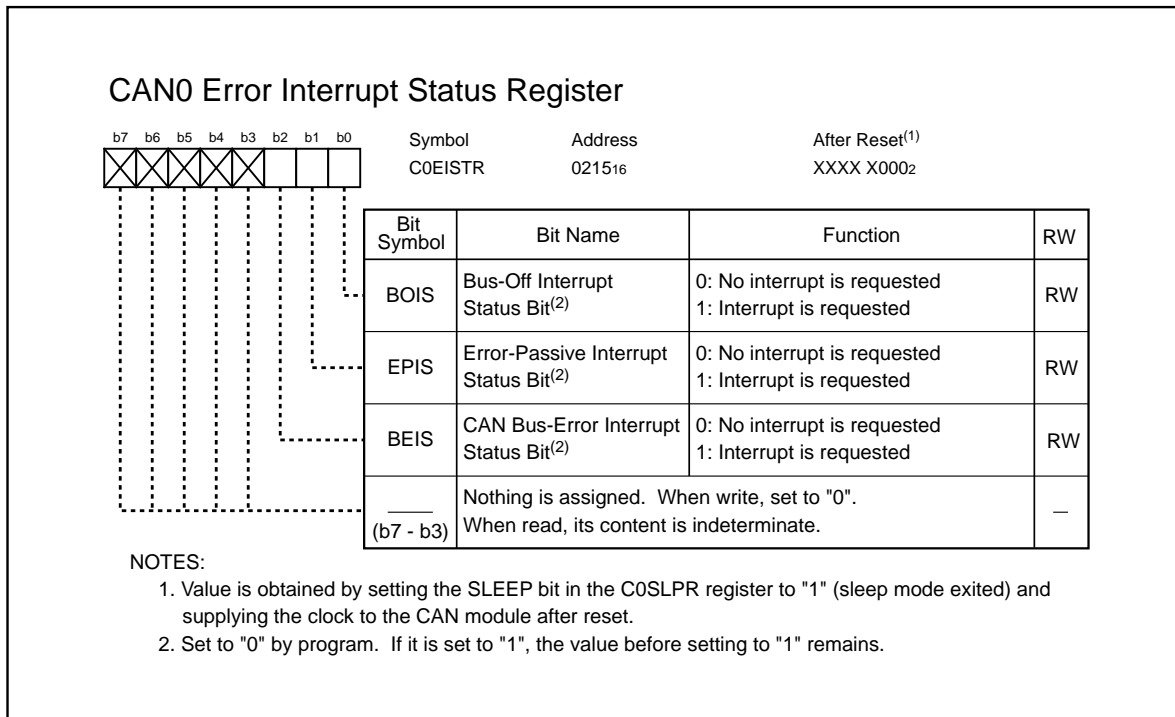 CAN0 Error Interrupt Status Register
b7 b6 b5 b4 b3 b2 b1 b0
Symbol Address After Reset(1)
C0EISTR 021516 XXXX X0002
Bit Symbol Bit Name Function RW
BOIS Bus-Off Interrupt Status Bit(2) 0: No interrupt is requested 1: Interrupt is requested RW
EPIS Error-Passive Interrupt Status Bit(2) 0: No interrupt is requested 1: Interrupt is requested RW
BEIS CAN Bus-Error Interrupt Status Bit(2) 0: No interrupt is requested 1: Interrupt is requested RW
(b7 - b3) Nothing is assigned. When write, set to "0". When read, its content is indeterminate. —
NOTES:
1. Value is obtained by setting the SLEEP bit in the C0SLPR register to "1" (sleep mode exited) and
supplying the clock to the CAN module after reset.
2. Set to "0" by program. If it is set to "1", the value before setting to "1" remains.